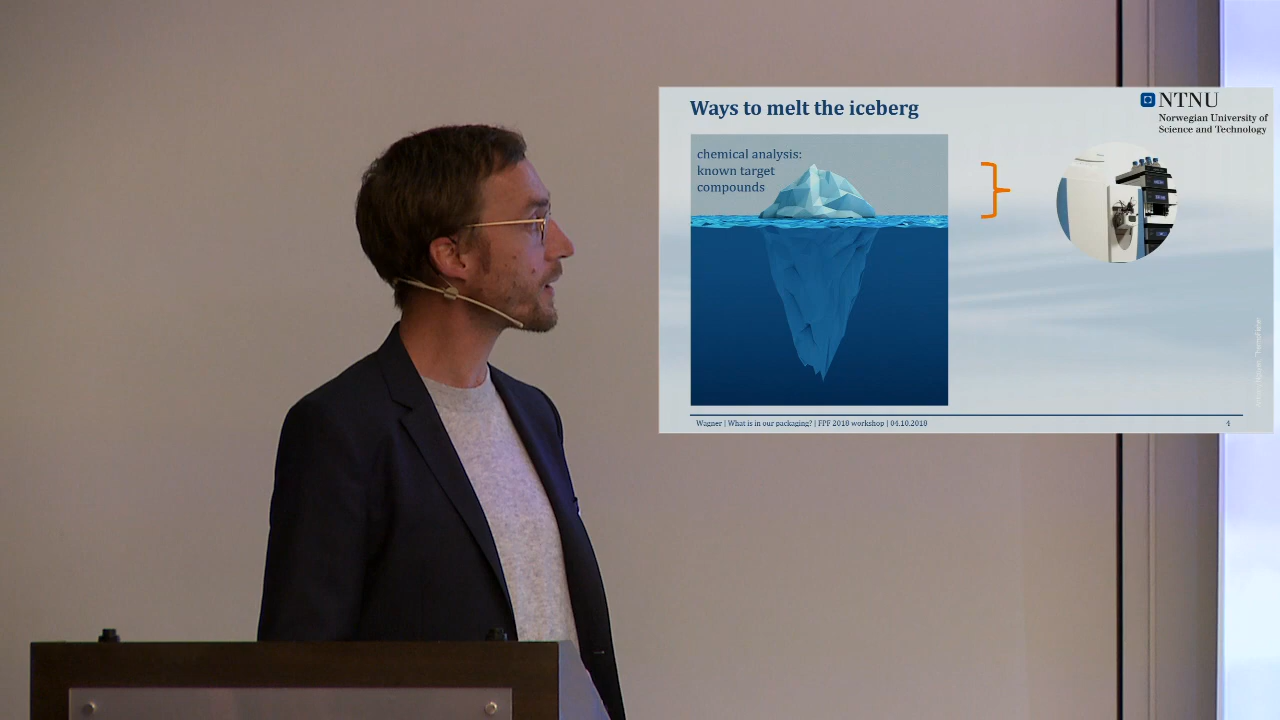 Ways to melt the iceberg
NTNU
Norwegian University of
Science and Technology
chemical analysis:
known target
compounds
Wagner | What is in our packaging? | FPF 2018 workshop | 04.10.2018
4